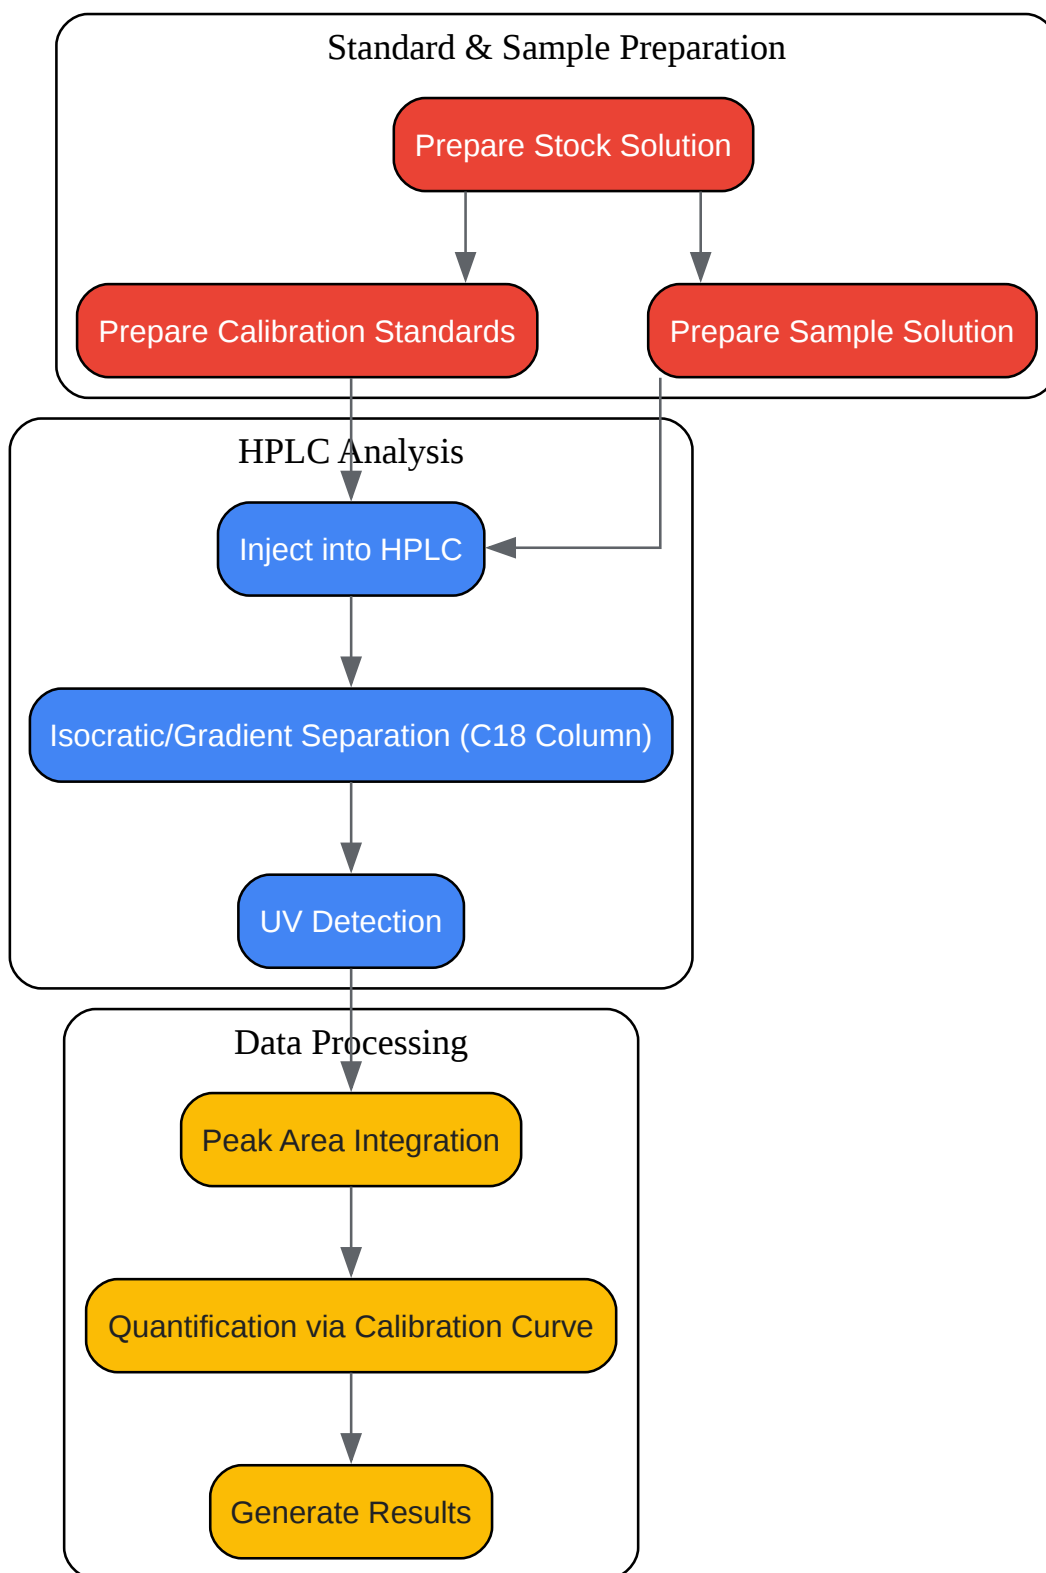 Standard & Sample Preparation
Prepare Stock Solution
Prepare Calibration Standards
Prepare Sample Solution
HPLC Analysis
Inject into HPLC
Isocratic/Gradient Separation (C18 Column)
UV Detection
Data Processing
Peak Area Integration
Quantification via Calibration Curve
Generate Results